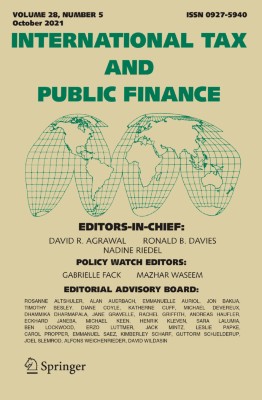 VOLUME 28, NUMBER 5
ISSN 0927-5940
October 2021
INTERNATIONAL TAX
AND
PUBLIC FINANCE
EDITORS-IN-CHIEF:
DAVID R. AGRAWAL RONALD B. DAVIES
NADINE RIEDEL
POLICY WATCH EDITORS:
GABRIELLE FACK MAZHAR WASEEM
EDITORIAL ADVISORY BOARD:
ROSANNE ALTSHULER, ALAN AUERBACH, EMMANUELLE AURIOL, JON BAKIJA,
TIMOTHY BESLEY, DIANE COYLE, KATHERINE CUFF, MICHAEL DEVEREUX,
DHAMMIKA DHARMAPALA, JANE GRAVELLE, RACHEL GRIFFITH, ANDREAS HAUFLER,
ECKHARD JANEBA, MICHAEL KEEN, HENRIK KLEVEN, SARA LALUMIA,
BEN LOCKWOOD, ERZO LUTTMER, JACK MINTZ, LESLIE PAPKE,
CAROL PROPPER, EMMANUEL SAEZ, KIMBERLEY SCHARF, GUTTORM SCHJELDERUP,
JOEL SLEMROD, ALFONS WEICHENRIEDER, DAVID WILDASIN
Springer